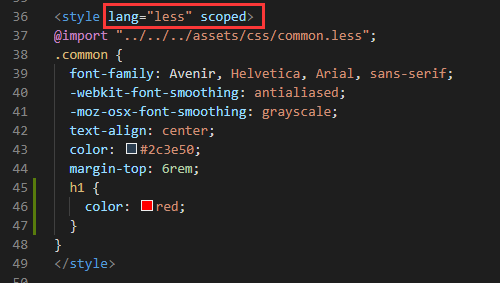 35
36 <style lang="less" scoped>
37 @import "../../../assets/css/common.less";
38 .common {
39 font-family: Avenir, Helvetica, Arial, sans-serif;
40 -webkit-font-smoothing: antialiased;
41 -moz-osx-font-smoothing: grayscale;
42 text-align: center;
43 color: #2c3e50;
44 margin-top: 6rem;
45 h1 {
46 color: red;
47 }
48 }
49 </style>
50